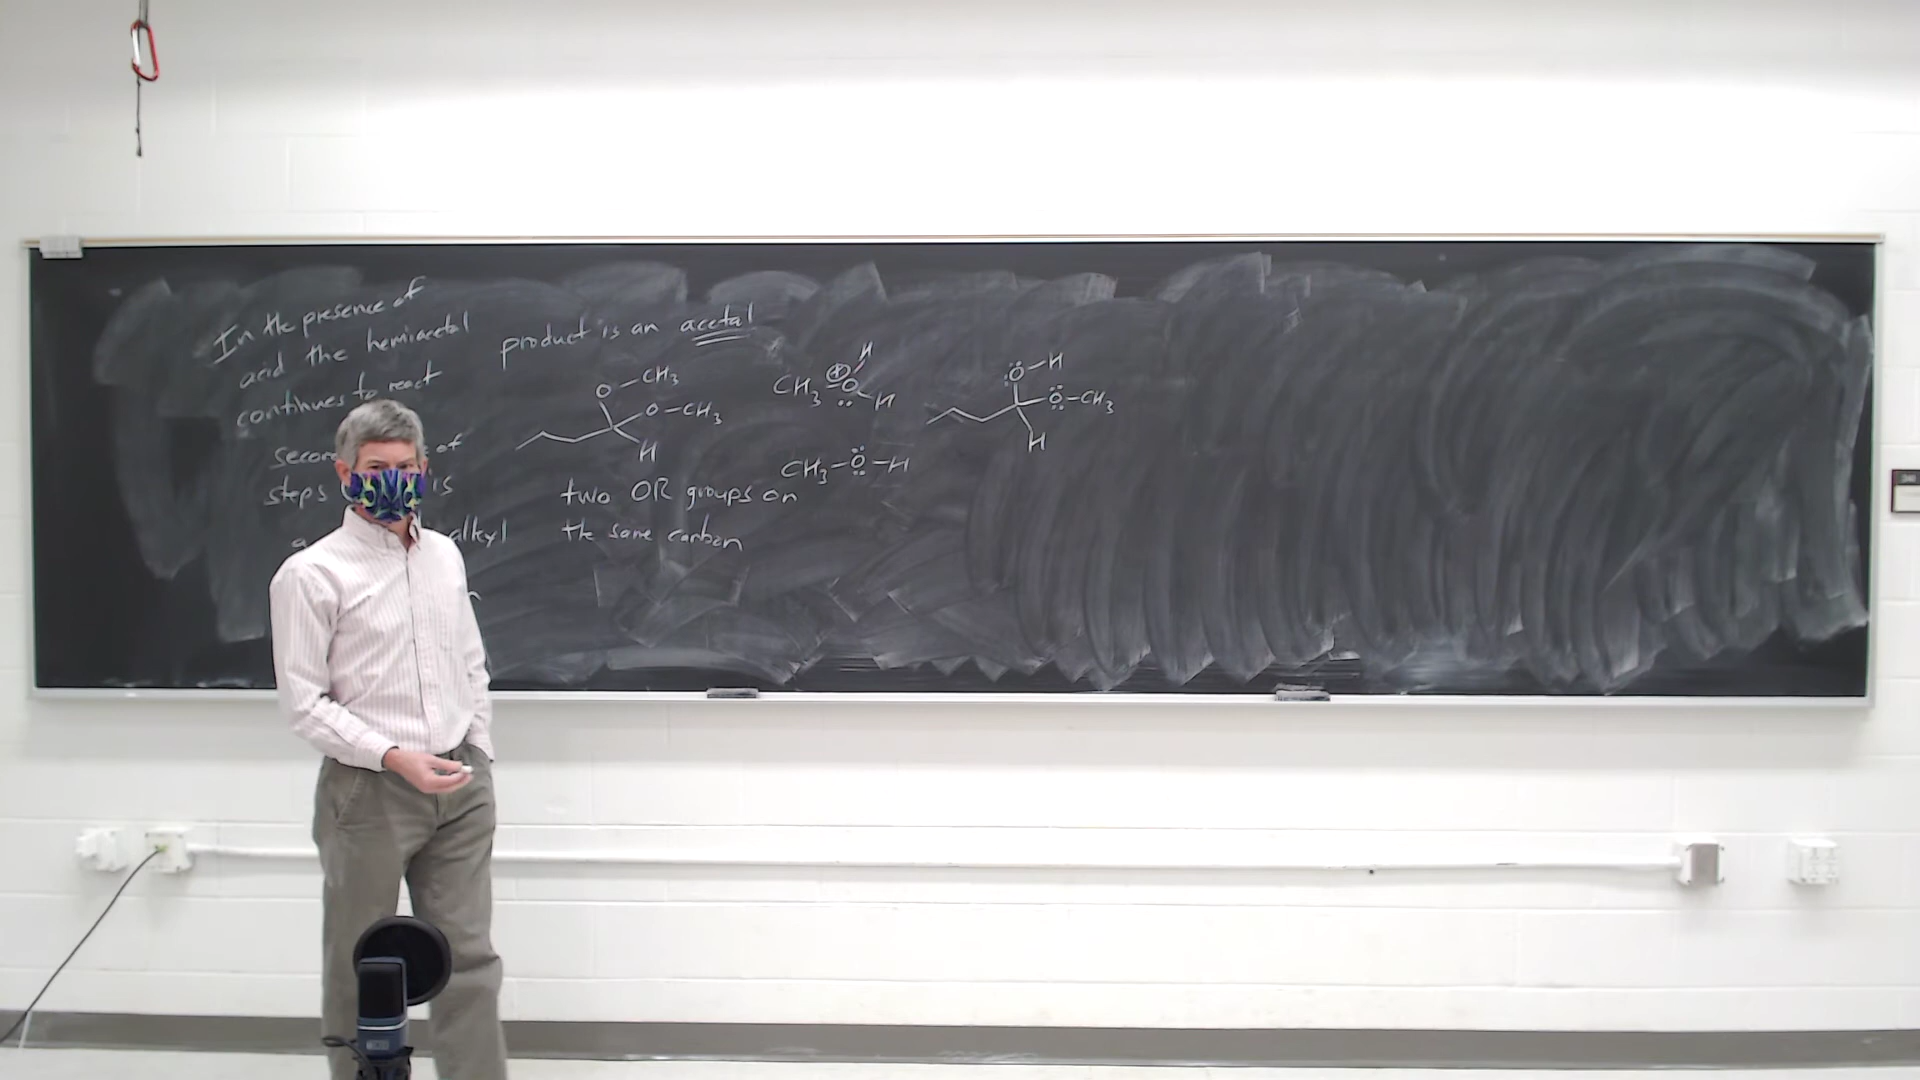 In the presence of
acid the hemiacetal
continues to react
of
steps is
a alkyl
product is an acetal
O-CH3
O-CH3
H
two OR groups on
the same carbon
H
CH3 ⊕O
H
CH3-O-H
O-H
O-CH3
H